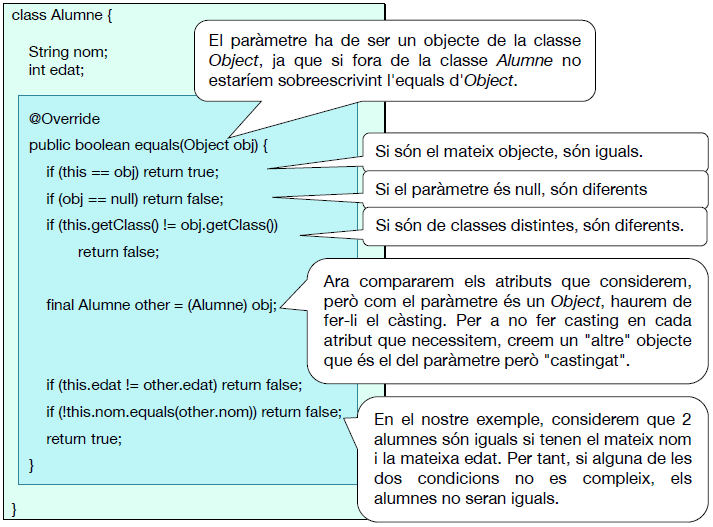 class Alumne {
String nom;
int edat;
El paràmetre ha de ser un objecte de la classe
Object, ja que si fora de la classe Alumne no
estaríem sobreescrivint l'equals d'Object.
@Override
public boolean equals(Object obj) {
if (this == obj) return true;
Si són el mateix objecte, són iguals.
if (obj == null) return false;
Si el paràmetre és null, són diferents
if (this.getClass() != obj.getClass())
return false;
Si són de classes distintes, són diferents.
final Alumne other = (Alumne) obj;
Ara compararem els atributs que considerem,
però com el paràmetre és un Object, haurem de
fer-li el càsting. Per a no fer casting en cada
atribut que necessitem, creem un "altre" objecte
que és el del paràmetre però "castingat".
if (this.edat != other.edat) return false;
if (!this.nom.equals(other.nom)) return false;
return true;
}
En el nostre exemple, considerem que 2
alumnes són iguals si tenen el mateix nom
i la mateixa edat. Per tant, si alguna de les
dos condicions no es compleix, els
alumnes no seran iguals.
}